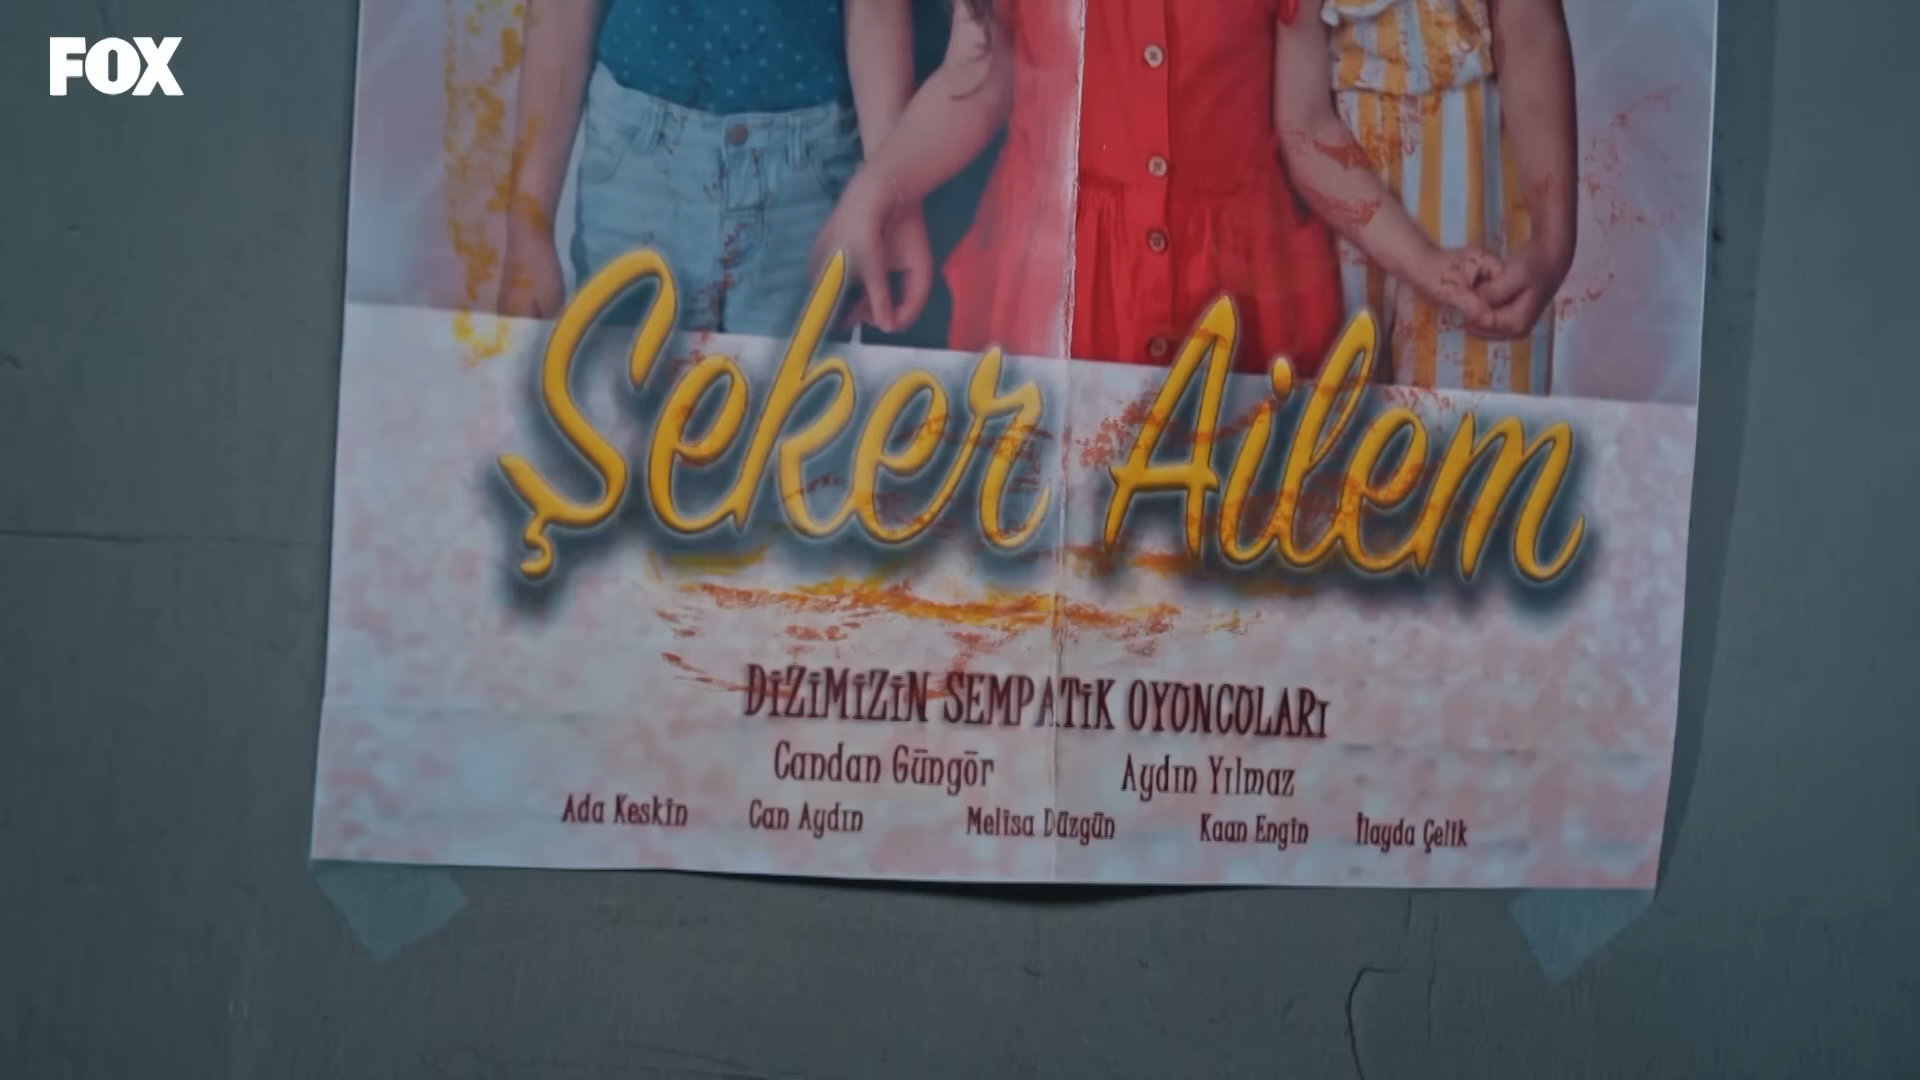 FOX
Şeker Ailem
DİZİMİZİN SEMPATİK OYUNCULARI
Candan Güngör Aydın Yılmaz
Ada Keskin Can Aydın Melisa Düzgün Kaan Engin İlayda Çelik